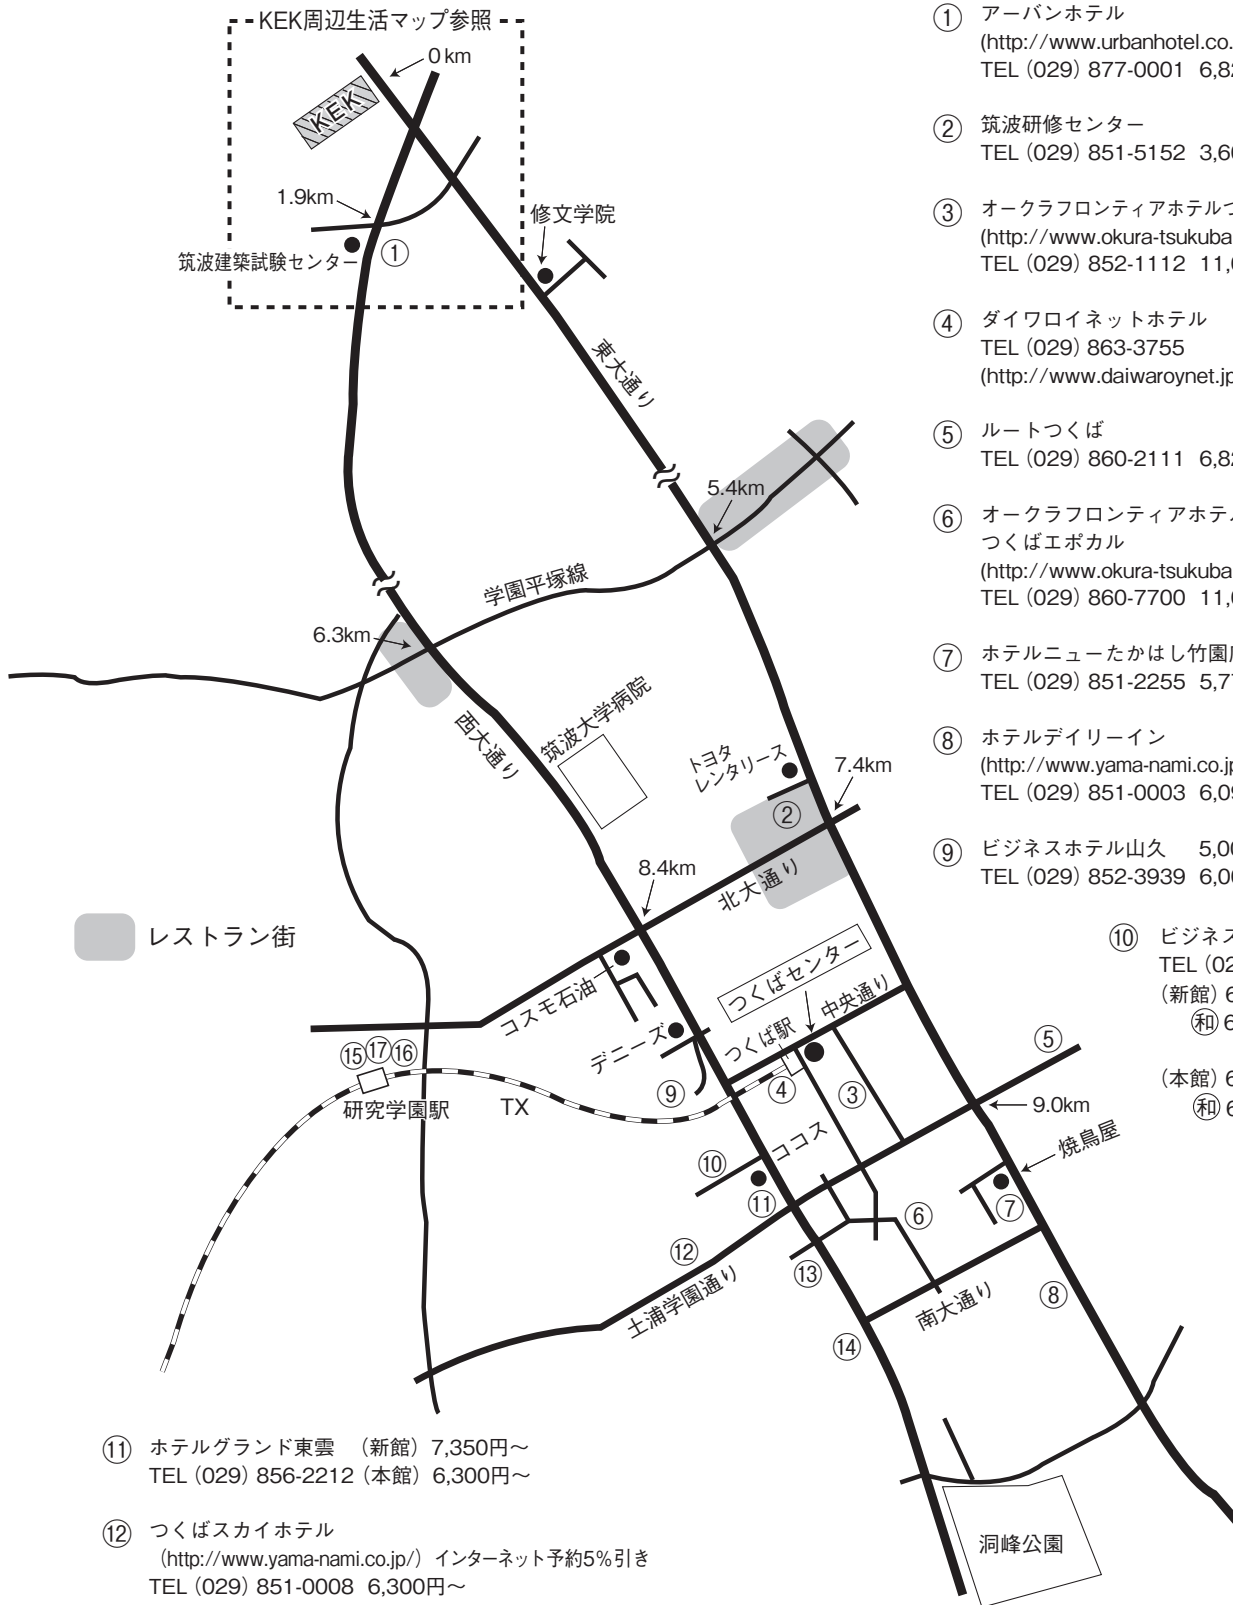 KEK周辺生活マップ参照
0km
KEK
1.9km
筑波建築試験センター
①
修文学院
東大通り
5.4km
学園平塚線
6.3km
西大通り
筑波大学病院
トヨタ
レンタリース
7.4km
②
8.4km
北大通り
レストラン街
コスモ石油
つくばセンター
中央通り
デニーズ
つくば駅
⑤
⑮⑰⑯
研究学園駅
TX
⑨
④
③
9.0km
ココス
焼鳥屋
⑩
⑪
⑥
⑦
⑫
⑬
土浦学園通り
南大通り
⑧
⑭
洞峰公園
① アーバンホテル
(http://www.urbanhotel.co.
TEL (029) 877-0001 6,82
② 筑波研修センター
TEL (029) 851-5152 3,60
③ オークラフロンティアホテルつ
(http://www.okura-tsukuba
TEL (029) 852-1112 11,0
④ ダイワロイネットホテル
TEL (029) 863-3755
(http://www.daiwaroynet.jp
⑤ ルートつくば
TEL (029) 860-2111 6,82
⑥ オークラフロンティアホテル
つくばエポカル
(http://www.okura-tsukuba
TEL (029) 860-7700 11,0
⑦ ホテルニューたかはし竹園
TEL (029) 851-2255 5,77
⑧ ホテルデイリーイン
(http://www.yama-nami.co.jp
TEL (029) 851-0003 6,09
⑨ ビジネスホテル山久 5,00
TEL (029) 852-3939 6,00
⑩ ビジネス
TEL (02
(新館) 6
㊒和 6
(本館) 6
和 6
⑪ ホテルグランド東雲 (新館) 7,350円～
TEL (029) 856-2212 (本館) 6,300円～
⑫ つくばスカイホテル
(http://www.yama-nami.co.jp/) インターネット予約5%引き
TEL (029) 851-0008 6,300円～